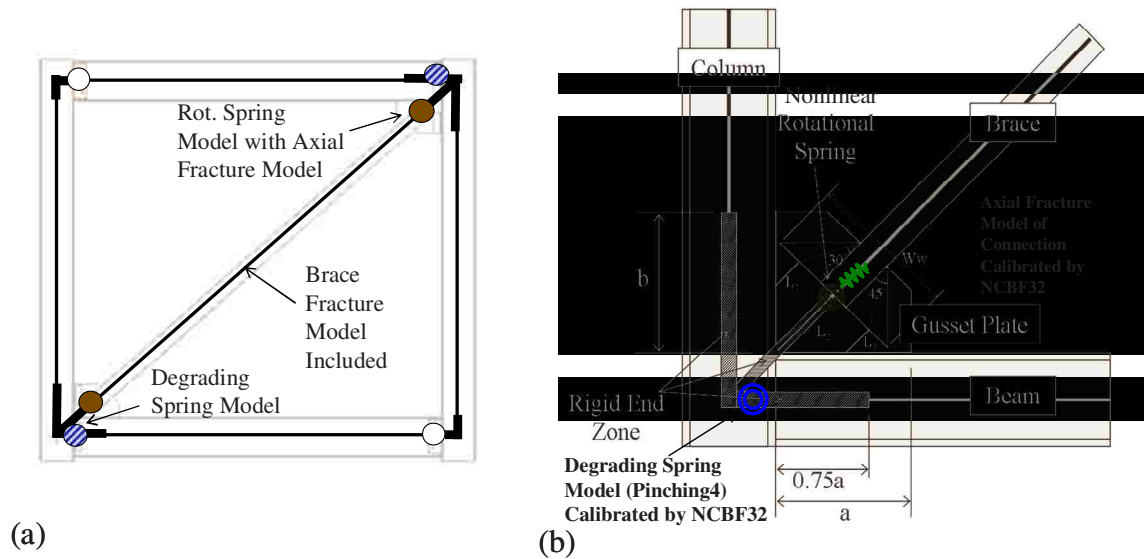 Rot. Spring
Model with Axial
Fracture Model
Brace
Fracture
Model
Included
Degrading
Spring Model
(a)
Column
Nonlinear
Rotational
Spring
Brace
Axial Fracture
Model of
Connection
Calibrated by
NCBF32
30
Ww
45
b
L2
Gusset Plate
Rigid End
Zone
Beam
Degrading Spring
Model (Pinching4)
Calibrated by NCBF32
0.75a
a
(b)